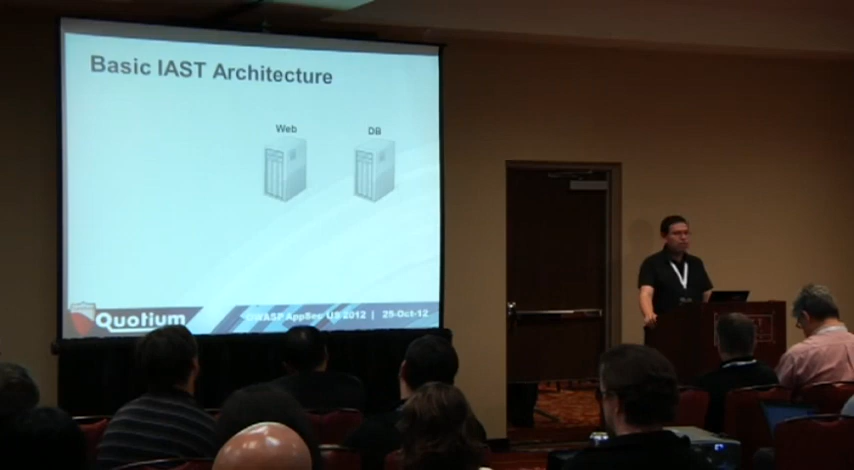 Basic IAST Architecture
Web DB
Quotium
OWASP AppSec US 2012 | 25-Oct-12